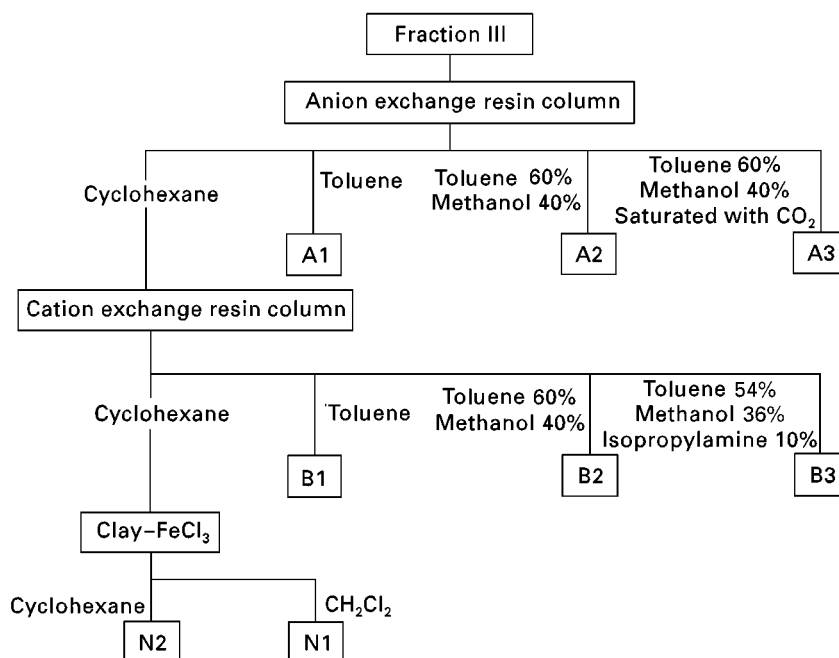 Fraction III
Anion exchange resin column
Cyclohexane
Toluene
Toluene 60%
Methanol 40%
Toluene 60%
Methanol 40%
Saturated with CO₂
A1
A2
A3
Cation exchange resin column
Cyclohexane
Toluene
Toluene 60%
Methanol 40%
Toluene 54%
Methanol 36%
Isopropylamine 10%
B1
B2
B3
Clay–FeCl₃
Cyclohexane
CH₂Cl₂
N2
N1